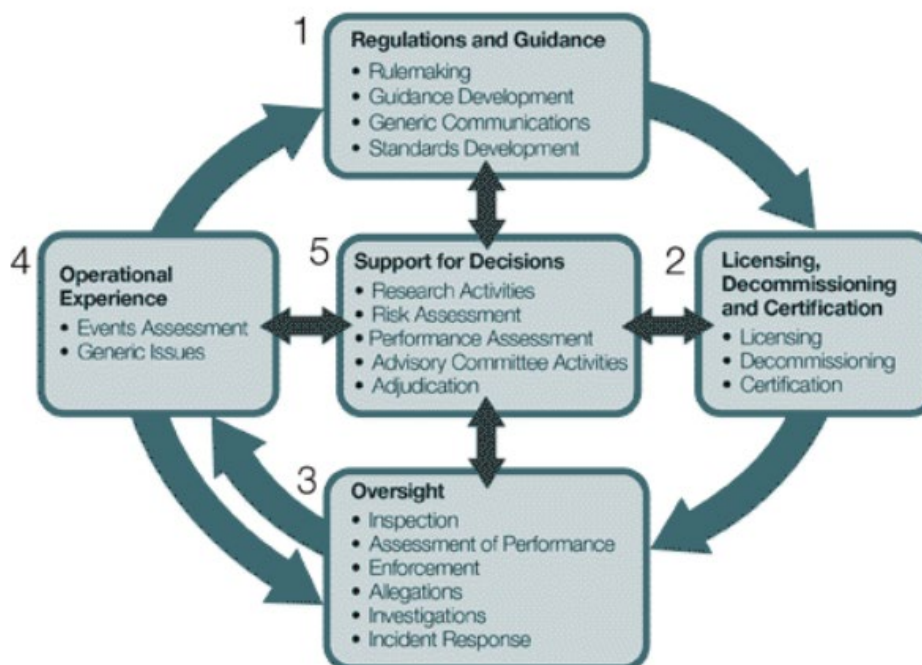 1
Regulations and Guidance
• Rulemaking
• Guidance Development
• Generic Communications
• Standards Development
4
Operational
Experience
• Events Assessment
• Generic Issues
5
Support for Decisions
• Research Activities
• Risk Assessment
• Performance Assessment
• Advisory Committee Activities
• Adjudication
2
Licensing,
Decommissioning
and Certification
• Licensing
• Decommissioning
• Certification
3
Oversight
• Inspection
• Assessment of Performance
• Enforcement
• Allegations
• Investigations
• Incident Response